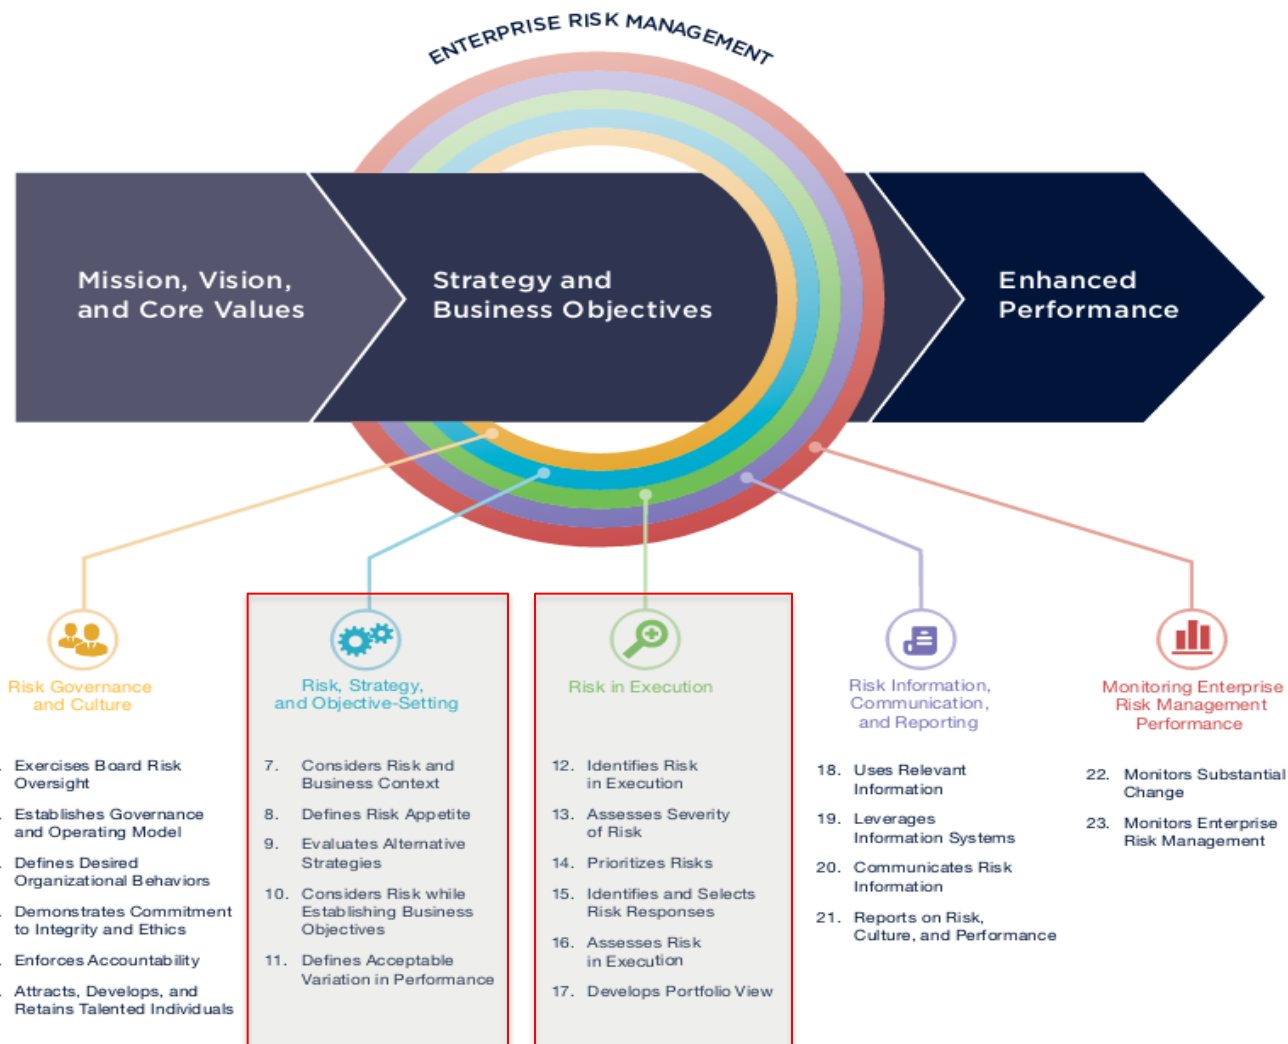 ENTERPRISE RISK MANAGEMENT
Mission, Vision,
and Core Values
Strategy and
Business Objectives
Enhanced
Performance
Risk Governance
and Culture
. Exercises Board Risk
Oversight
. Establishes Governance
and Operating Model
. Defines Desired
Organizational Behaviors
. Demonstrates Commitment
to Integrity and Ethics
. Enforces Accountability
. Attracts, Develops, and
Retains Talented Individuals
Risk, Strategy,
and Objective-Setting
7. Considers Risk and
Business Context
8. Defines Risk Appetite
9. Evaluates Alternative
Strategies
10. Considers Risk while
Establishing Business
Objectives
11. Defines Acceptable
Variation in Performance
Risk in Execution
12. Identifies Risk
in Execution
13. Assesses Severity
of Risk
14. Prioritizes Risks
15. Identifies and Selects
Risk Responses
16. Assesses Risk
in Execution
17. Develops Portfolio View
Risk Information,
Communication,
and Reporting
18. Uses Relevant
Information
19. Leverages
Information Systems
20. Communicates Risk
Information
21. Reports on Risk,
Culture, and Performance
Monitoring Enterprise
Risk Management
Performance
22. Monitors Substantial
Change
23. Monitors Enterprise
Risk Management